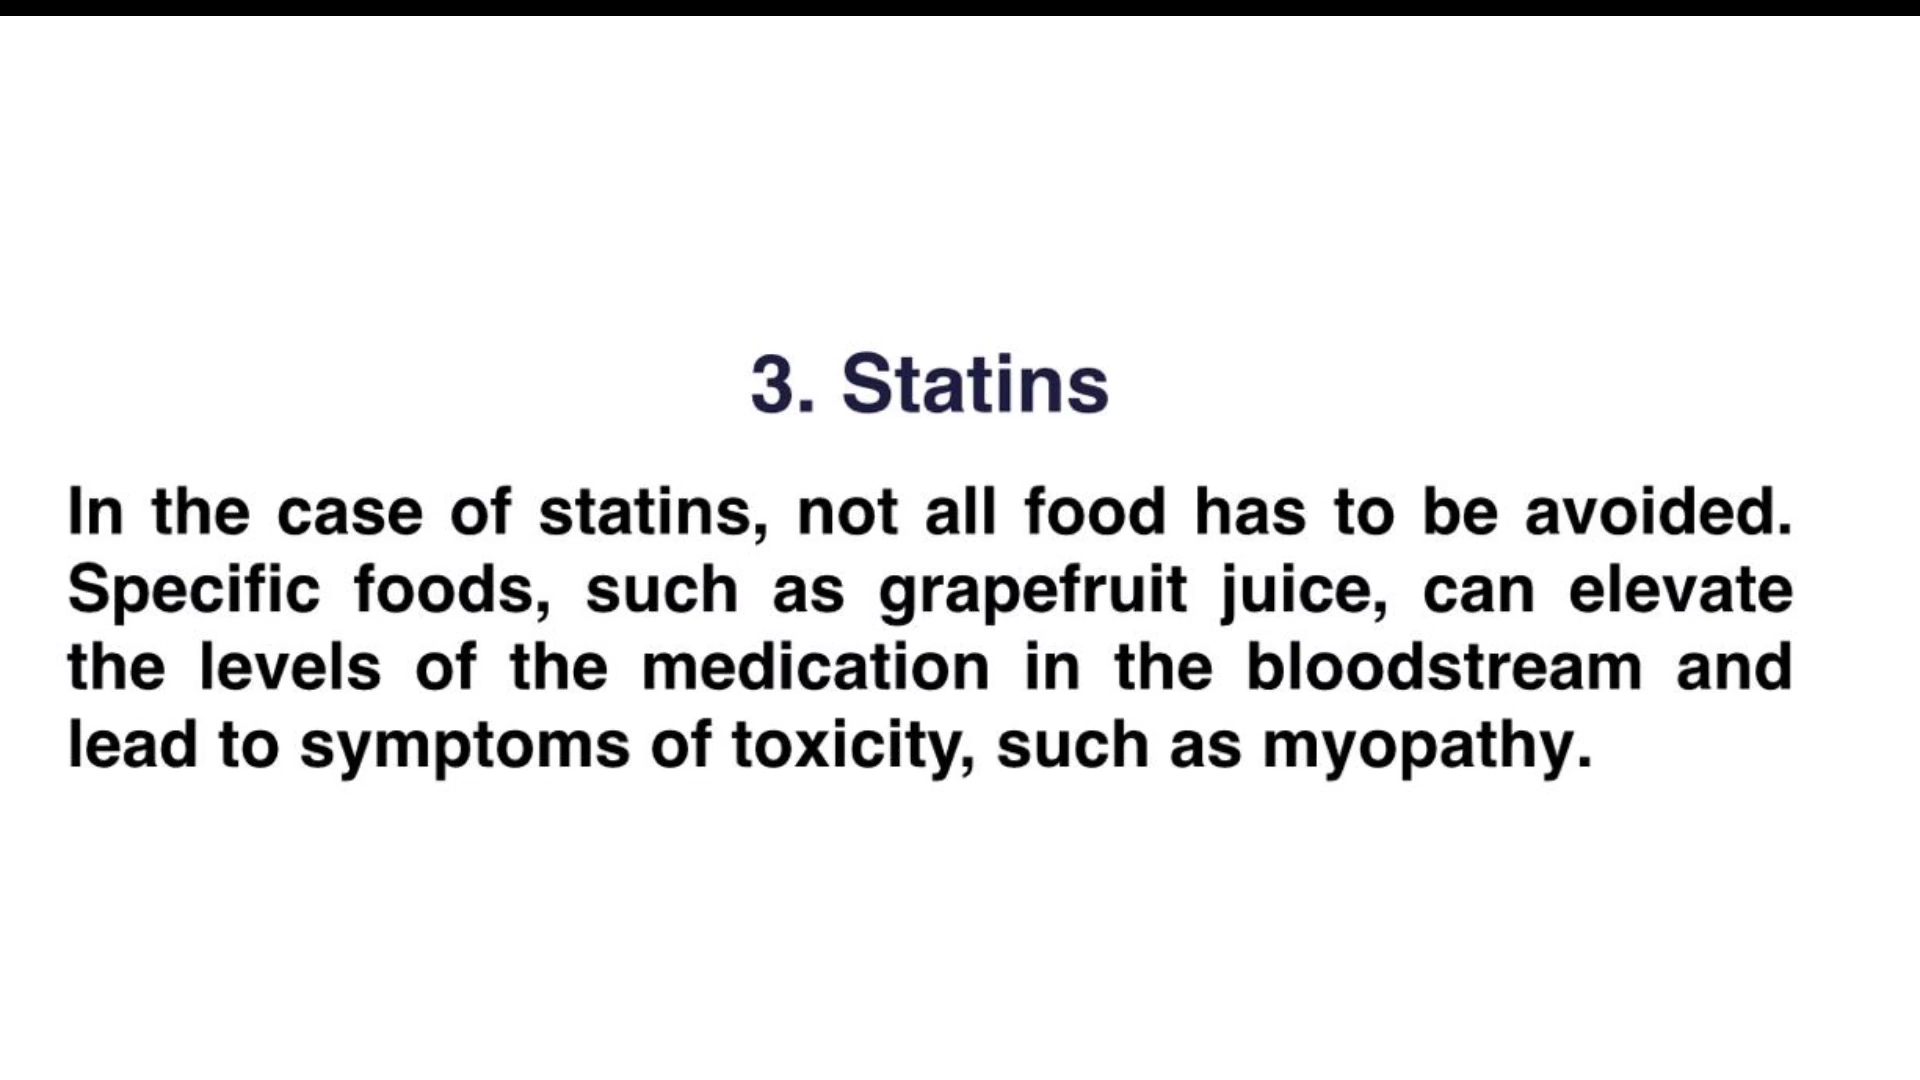 3. Statins
In the case of statins, not all food has to be avoided.
Specific foods, such as grapefruit juice, can elevate
the levels of the medication in the bloodstream and
lead to symptoms of toxicity, such as myopathy.